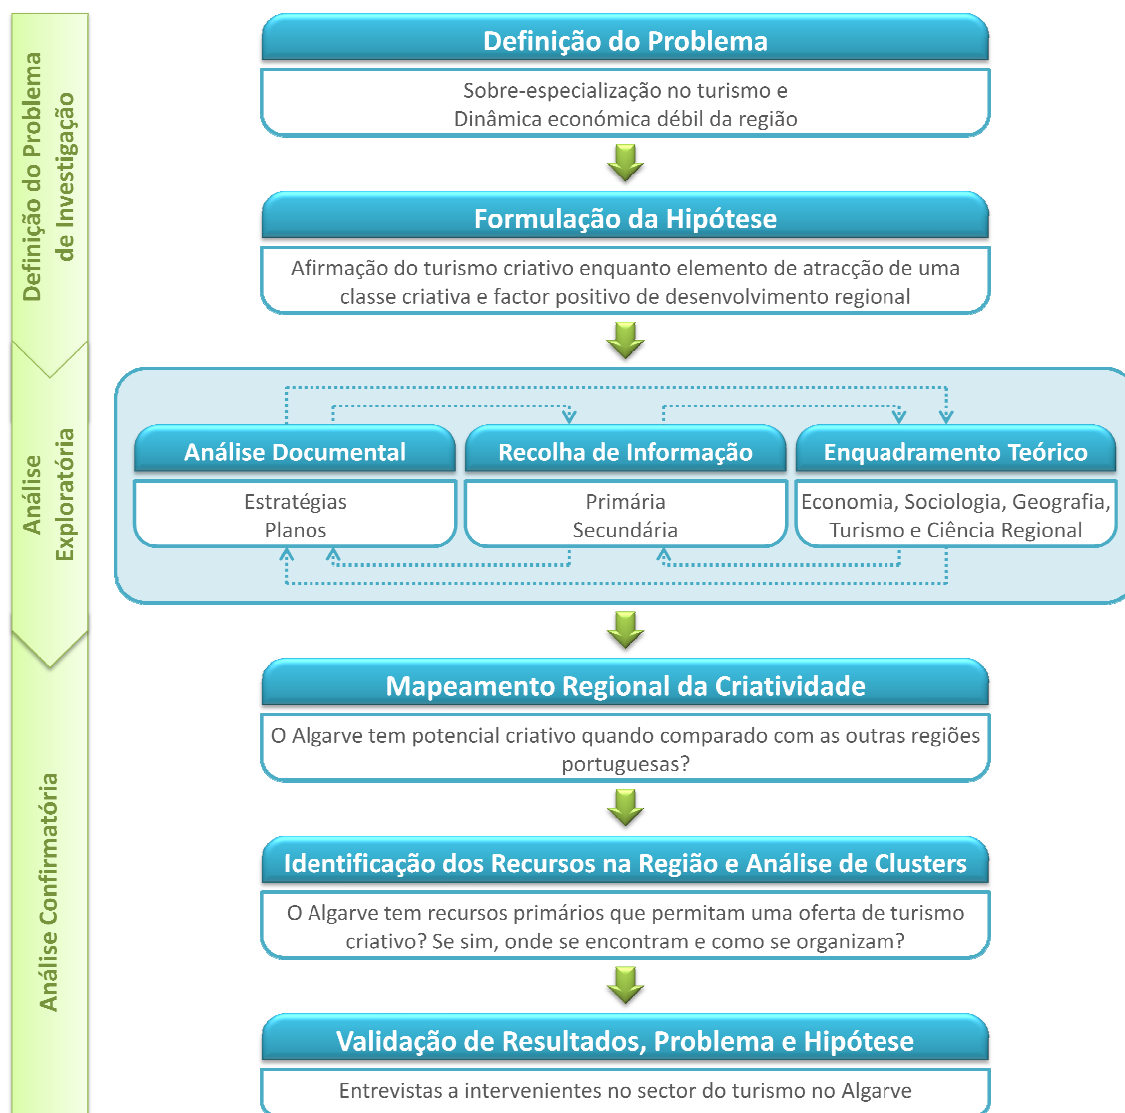 Definição do Problema
de Investigação
Definição do Problema
Sobre-especialização no turismo e
Dinâmica económica débil da região
Formulação da Hipótese
Afirmação do turismo criativo enquanto elemento de atracção de uma
classe criativa e factor positivo de desenvolvimento regional
Análise
Exploratória
Análise Documental
Estratégias
Planos
Recolha de Informação
Primária
Secundária
Enquadramento Teórico
Economia, Sociologia, Geografia,
Turismo e Ciência Regional
Análise Confirmatória
Mapeamento Regional da Criatividade
O Algarve tem potencial criativo quando comparado com as outras regiões
portuguesas?
Identificação dos Recursos na Região e Análise de Clusters
O Algarve tem recursos primários que permitam uma oferta de turismo
criativo? Se sim, onde se encontram e como se organizam?
Validação de Resultados, Problema e Hipótese
Entrevistas a intervenientes no sector do turismo no Algarve